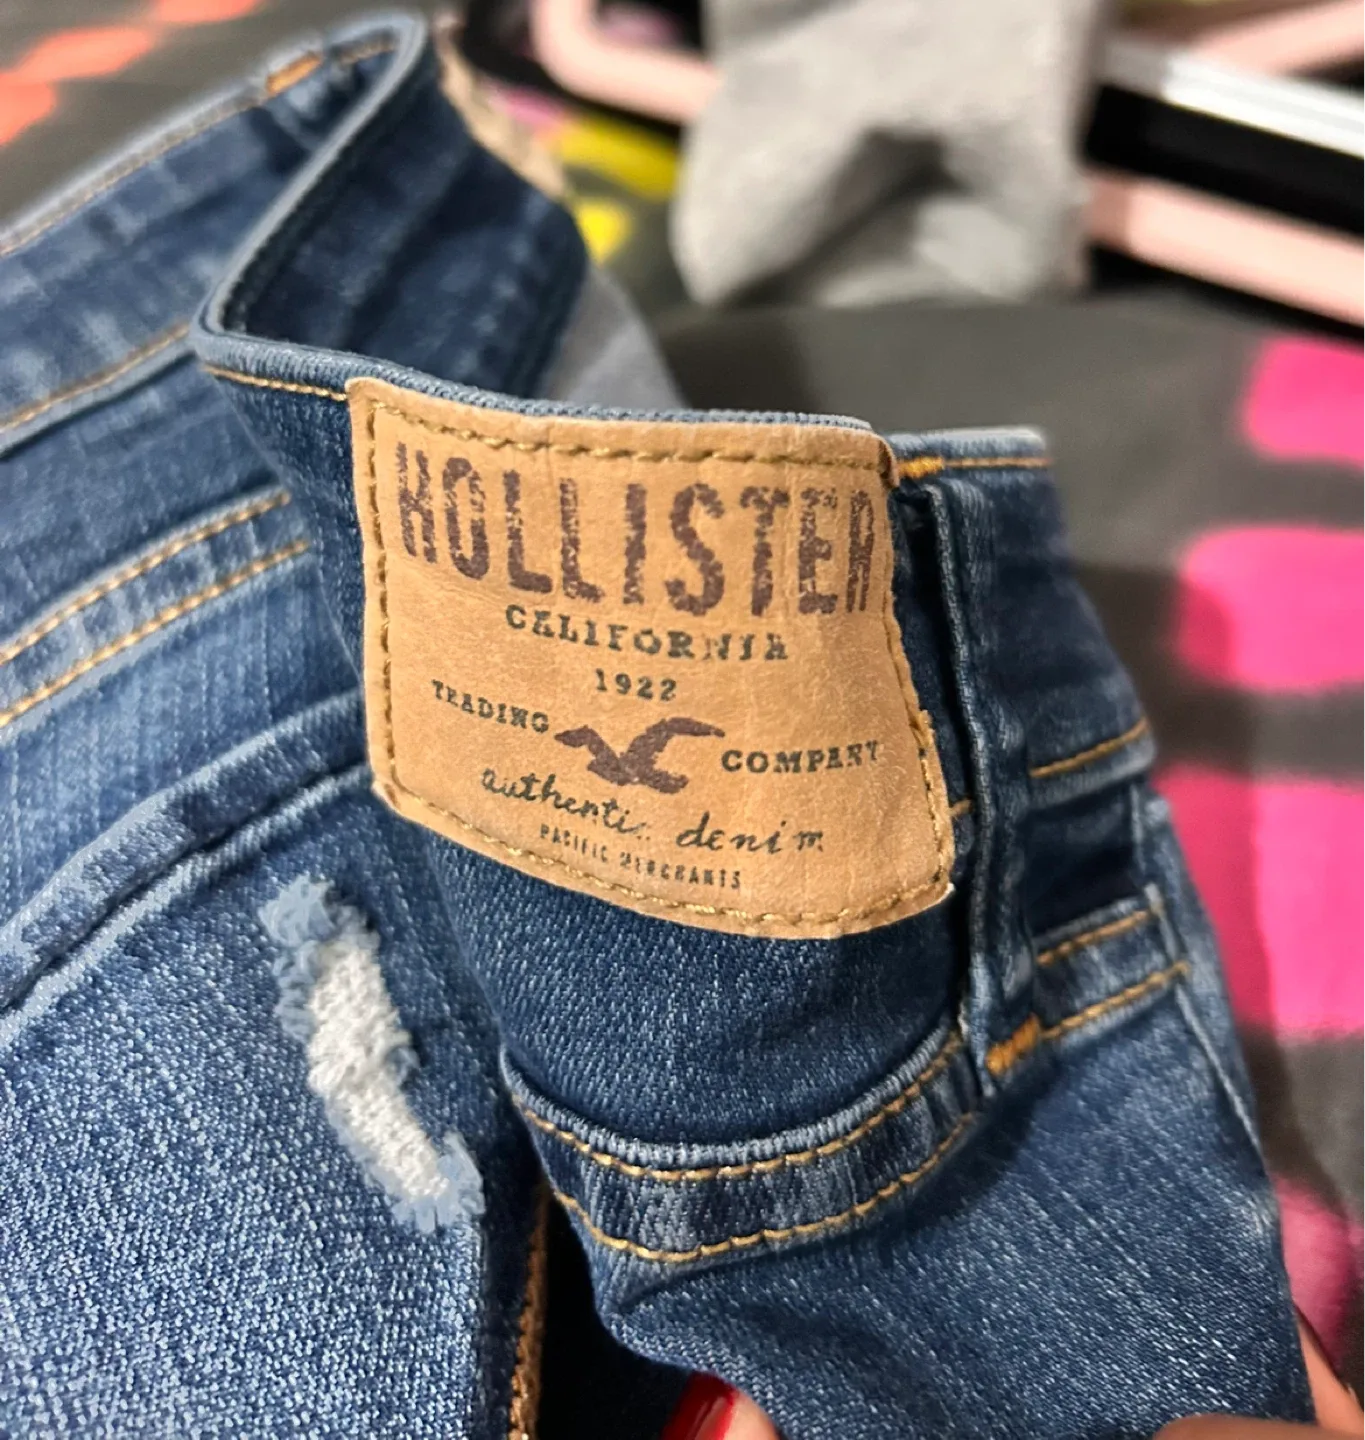 HOLLISTER
CALIFORNIA
1922
TRADING COMPANY
authentic denim
PACIFIC MERCHANTS